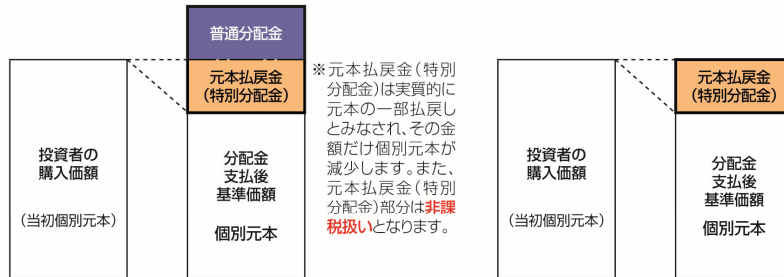 普通分配金
元本払戻金
(特別分配金)
投資者の
購入価額
(当初個別元本)
分配金
支払後
基準価額
個別元本
※元本払戻金(特別
分配金)は実質的に
元本の一部払戻し
とみなされ、その金
額だけ個別元本が
減少します。また、
元本払戻金(特別
分配金)部分は非課
税扱いとなります。
投資者の
購入価額
(当初個別元本)
元本払戻金
(特別分配金)
分配金
支払後
基準価額
個別元本